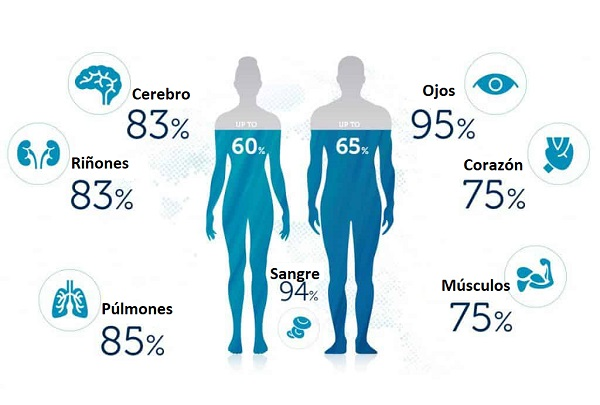 Cerebro
83%
Riñones
83%
Púlmones
85%
UP TO
60%
UP TO
65%
Sangre
94%
Ojos
95%
Corazón
75%
Músculos
75%